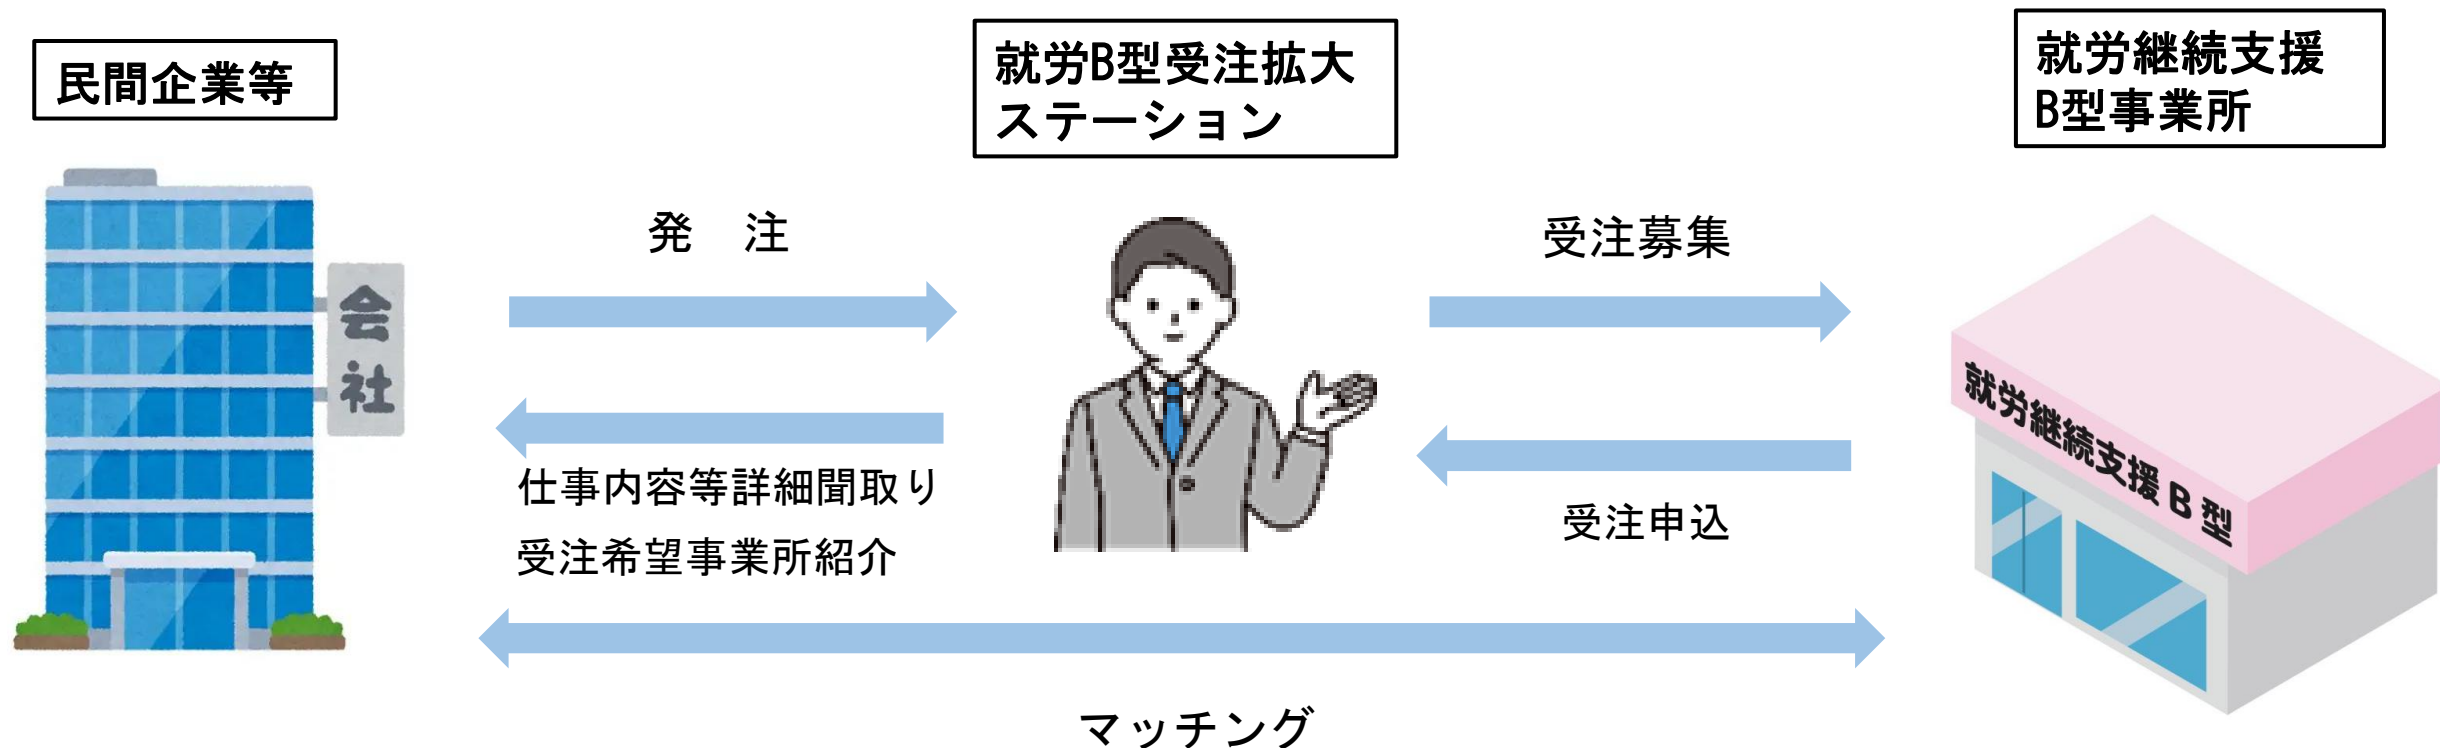 民間企業等
就労B型受注拡大
ステーション
就労継続支援
B型事業所
発　注
受注募集
会社
仕事内容等詳細聞取り
受注希望事業所紹介
受注申込
就労継続支援B型
マッチング